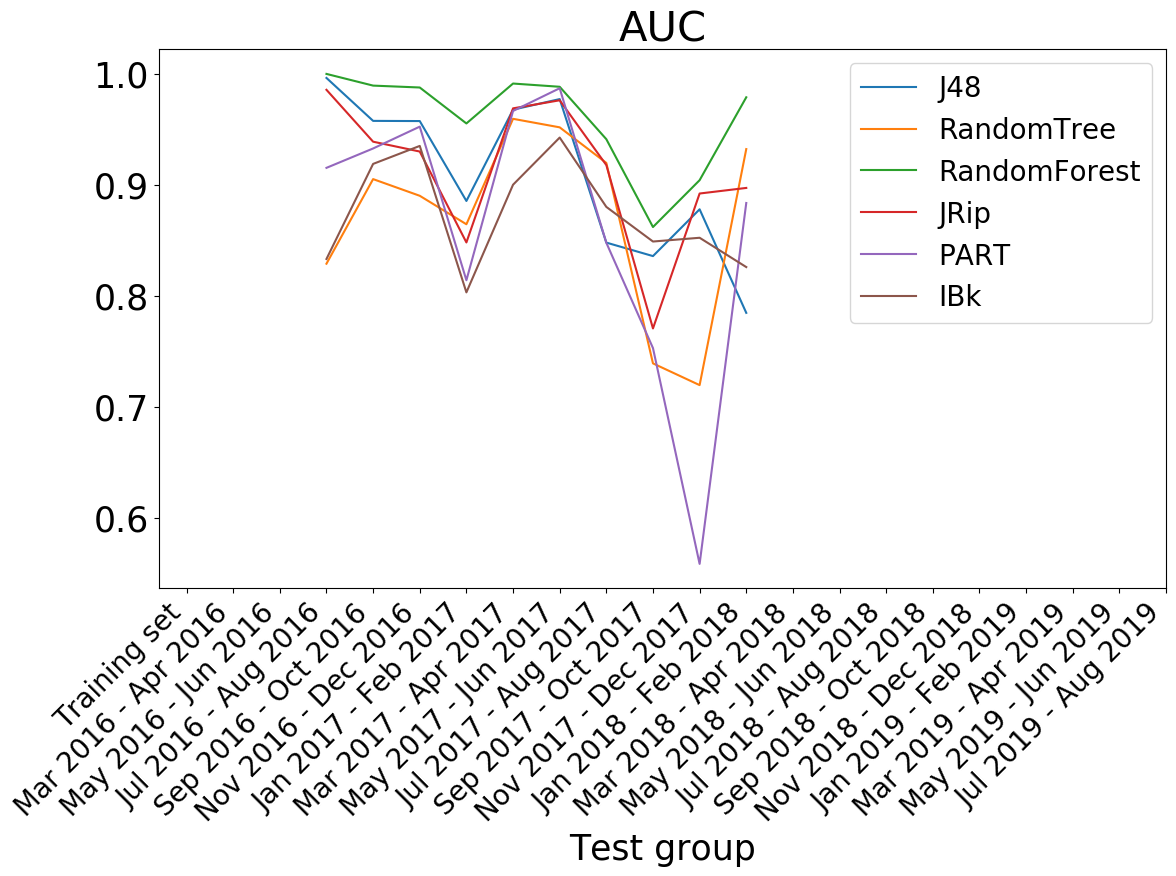 AUC
1.0
0.9
0.8
0.7
0.6
J48
RandomTree
RandomForest
JRip
PART
IBk
Training set
Mar 2016 - Apr 2016
May 2016 - Jun 2016
Jul 2016 - Aug 2016
Sep 2016 - Oct 2016
Nov 2016 - Dec 2016
Jan 2017 - Feb 2017
Mar 2017 - Apr 2017
May 2017 - Jun 2017
Jul 2017 - Aug 2017
Sep 2017 - Oct 2017
Nov 2017 - Dec 2017
Jan 2018 - Feb 2018
Mar 2018 - Apr 2018
May 2018 - Jun 2018
Jul 2018 - Aug 2018
Sep 2018 - Oct 2018
Nov 2018 - Dec 2018
Jan 2019 - Feb 2019
Mar 2019 - Apr 2019
May 2019 - Jun 2019
Jul 2019 - Aug 2019
Test group